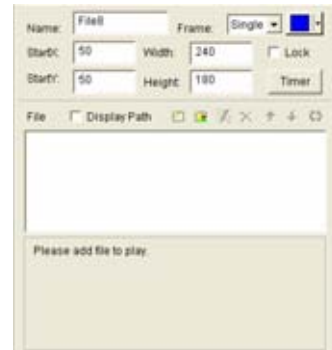 Name: File8 Frame: Single
StartX: 50 Width: 240 Lock
StartY: 50 Height: 180 Timer
File Display Path
Please add file to play.